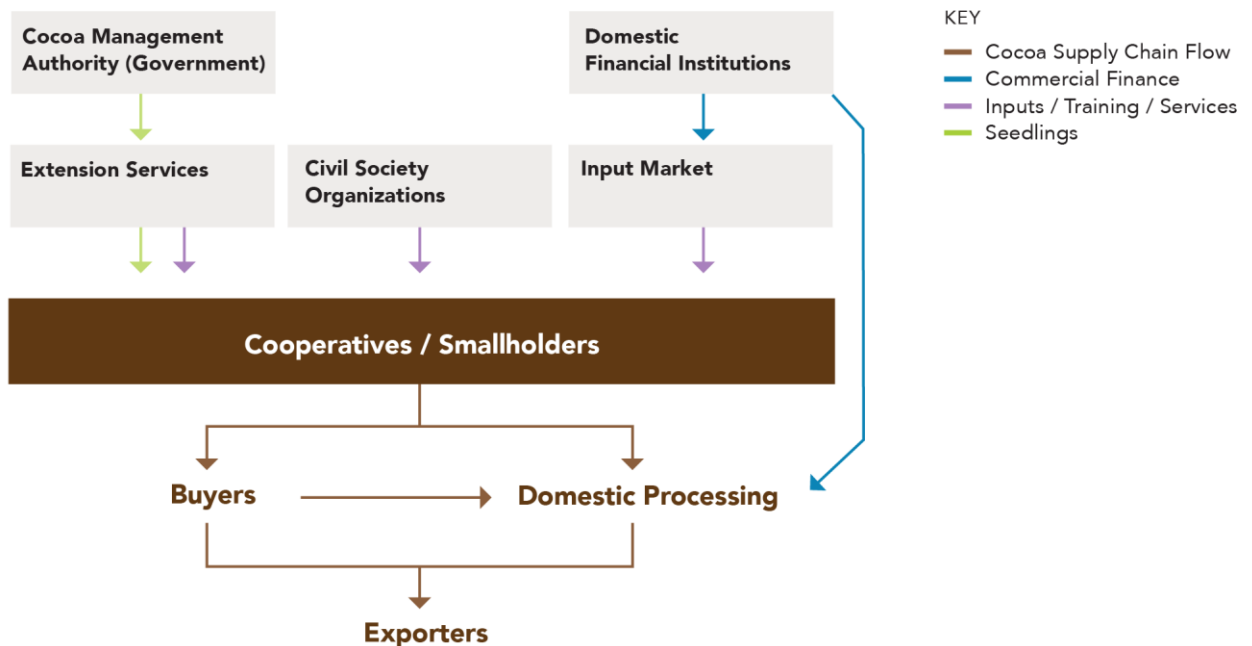 Cocoa Management
Authority (Government)
Domestic
Financial Institutions
Extension Services
Civil Society
Organizations
Input Market
Cooperatives / Smallholders
Buyers
Domestic Processing
Exporters
KEY
Cocoa Supply Chain Flow
Commercial Finance
Inputs / Training / Services
Seedlings